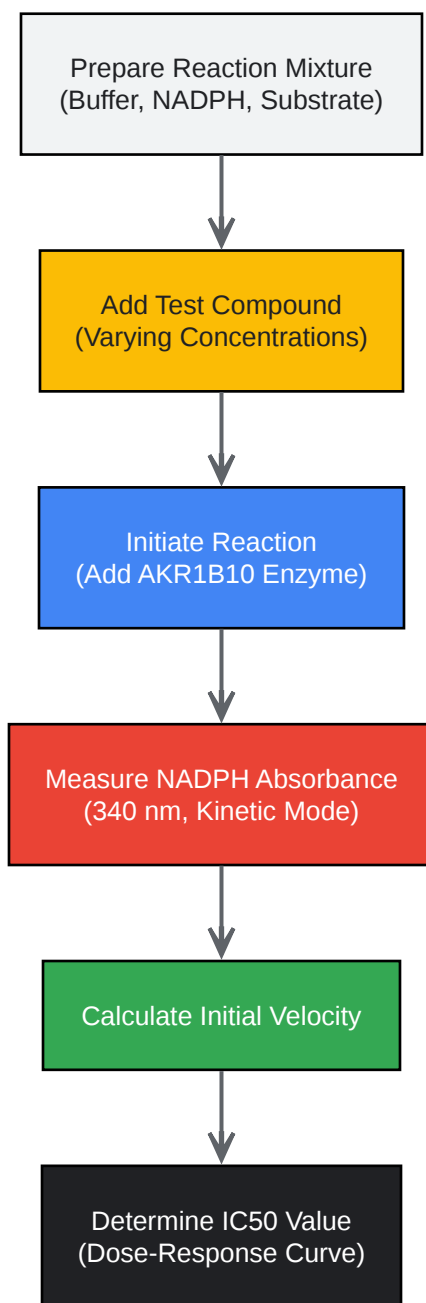 Prepare Reaction Mixture
(Buffer, NADPH, Substrate)
Add Test Compound
(Varying Concentrations)
Initiate Reaction
(Add AKR1B10 Enzyme)
Measure NADPH Absorbance
(340 nm, Kinetic Mode)
Calculate Initial Velocity
Determine IC50 Value
(Dose-Response Curve)